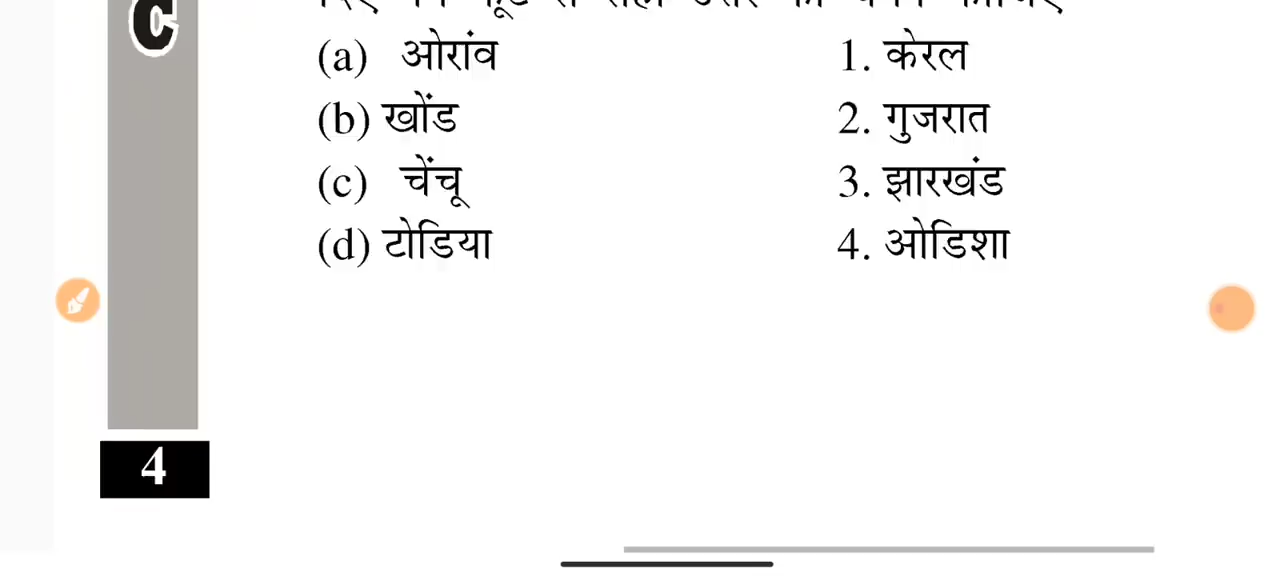 C
(a) ओरांव 1. केरल
(b) खोंड 2. गुजरात
(c) चेंचू 3. झारखंड
(d) टोडिया 4. ओडिशा
4